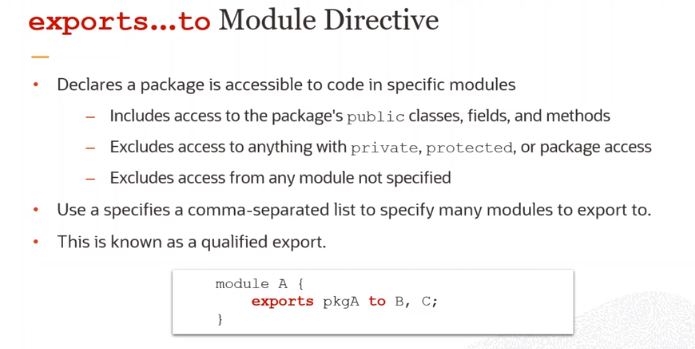 exports...to Module Directive
• Declares a package is accessible to code in specific modules
– Includes access to the package's public classes, fields, and methods
– Excludes access to anything with private, protected, or package access
– Excludes access from any module not specified
• Use a specifies a comma-separated list to specify many modules to export to.
• This is known as a qualified export.
module A {
exports pkgA to B, C;
}